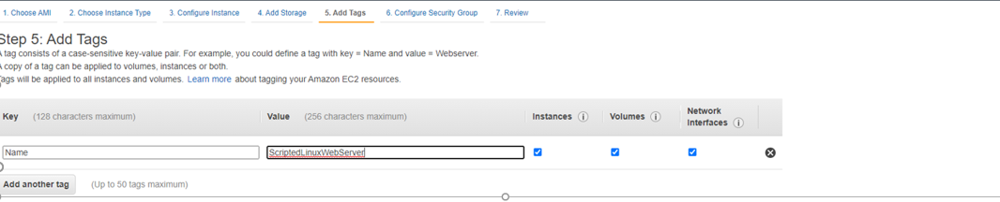 1. Choose AMI 2. Choose Instance Type 3. Configure Instance 4. Add Storage 5. Add Tags 6. Configure Security Group 7. Review
Step 5: Add Tags
A tag consists of a case-sensitive key-value pair. For example, you could define a tag with key = Name and value = Webserver.
A copy of a tag can be applied to volumes, instances or both.
Tags will be applied to all instances and volumes. Learn more about tagging your Amazon EC2 resources.
Key (128 characters maximum) Value (256 characters maximum) Instances i Volumes i Network Interfaces i
Name ScriptedLinuxWebServer
Add another tag (Up to 50 tags maximum)